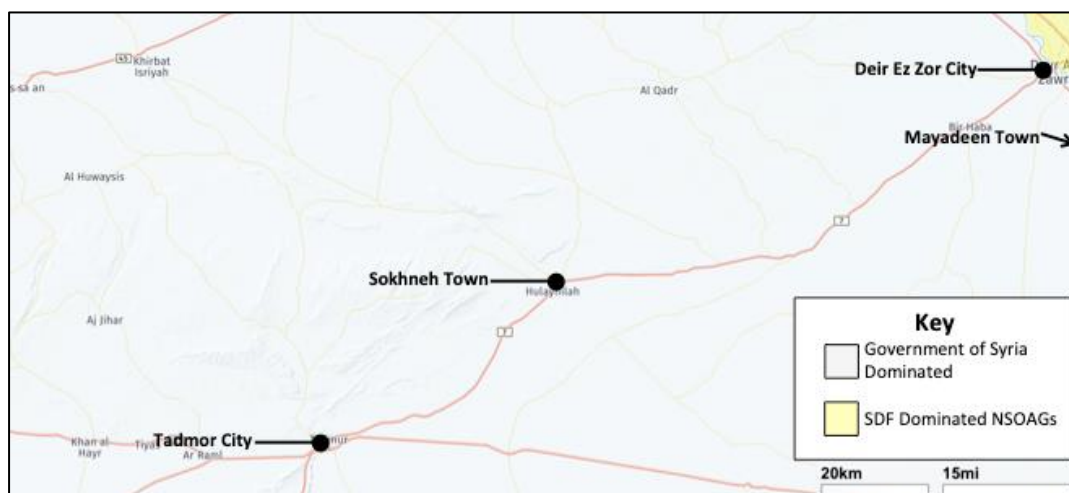 45
Khirbat
Isriyah
Deir Ez Zor City
Al Qadr
Bir Haba
Mayadeen Town
Al Huwaysis
7
Sokhneh Town
Aj Jihar
7
Key
Government of Syria
Dominated
SDF Dominated NSOAGs
Tadmor City
Khan al
Hayr
Ar Raml
20km
15mi